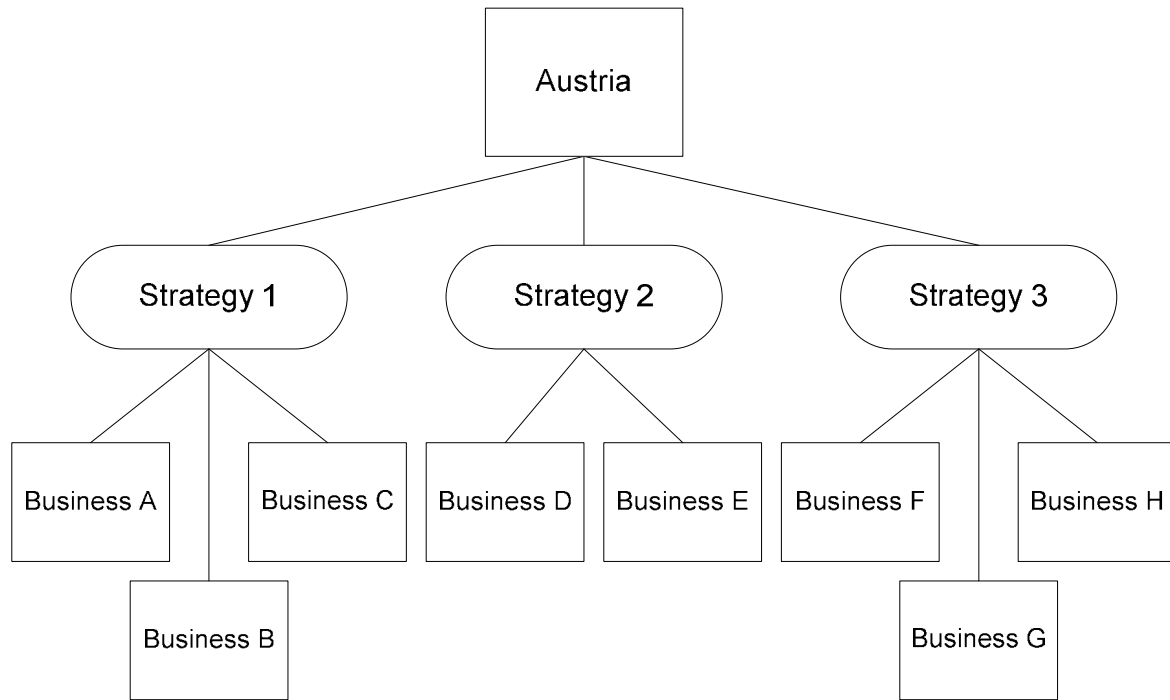 Austria
Strategy 1
Strategy 2
Strategy 3
Business A
Business C
Business D
Business E
Business F
Business H
Business B
Business G